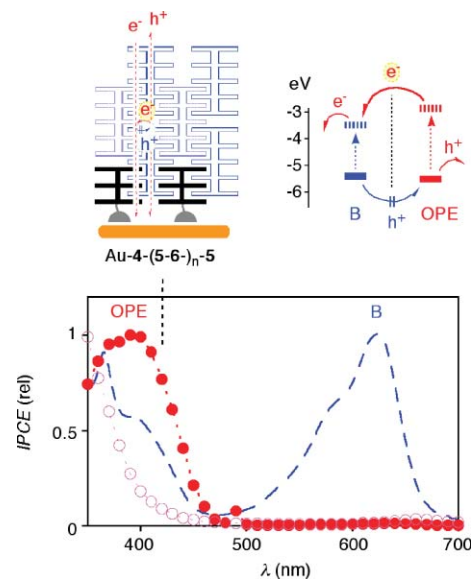 e- h+
e-
h+
Au-4-(5-6-)n-5
eV
-3
-4
-5
-6
e-
e-
h+
B
OPE
h+
OPE
B
1
0.5
0
IPCE (rel)
400
500
600
700
λ (nm)